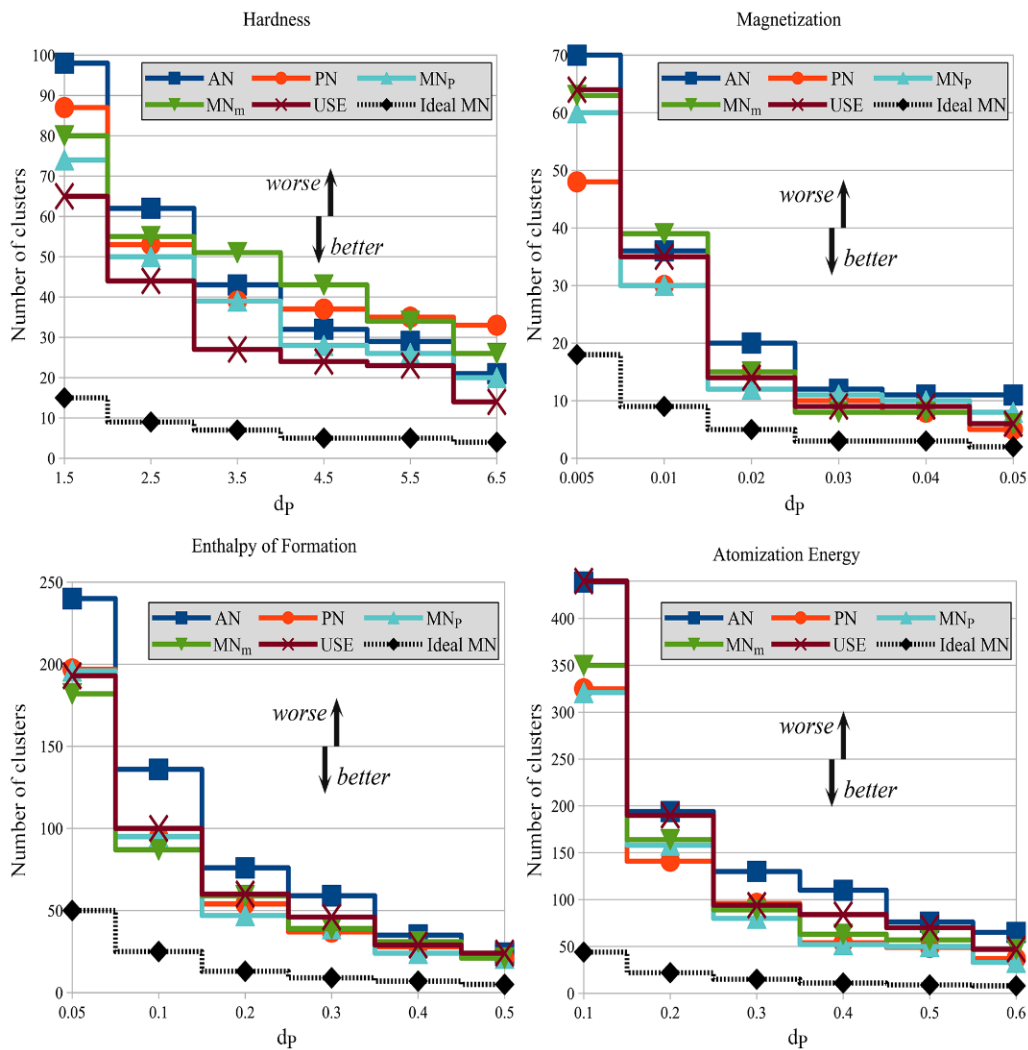 Hardness
100
90
80
70
60
50
40
30
20
10
0
Number of clusters
AN PN MNP
MNm USE Ideal MN
worse
better
1.5 2.5 3.5 4.5 5.5 6.5
dP
Magnetization
70
60
50
40
30
20
10
0
Number of clusters
AN PN MNP
MNm USE Ideal MN
worse
better
0.005 0.01 0.02 0.03 0.04 0.05
dP
Enthalpy of Formation
250
200
150
100
50
0
Number of clusters
AN PN MNP
MNm USE Ideal MN
worse
better
0.05 0.1 0.2 0.3 0.4 0.5
dP
Atomization Energy
400
350
300
250
200
150
100
50
0
Number of clusters
AN PN MNP
MNm USE Ideal MN
worse
better
0.1 0.2 0.3 0.4 0.5 0.6
dP